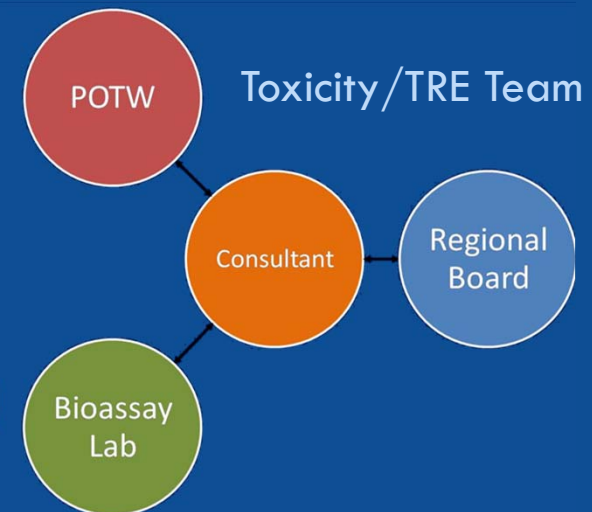 Toxicity/TRE Team
POTW
Consultant
Regional
Board
Bioassay
Lab